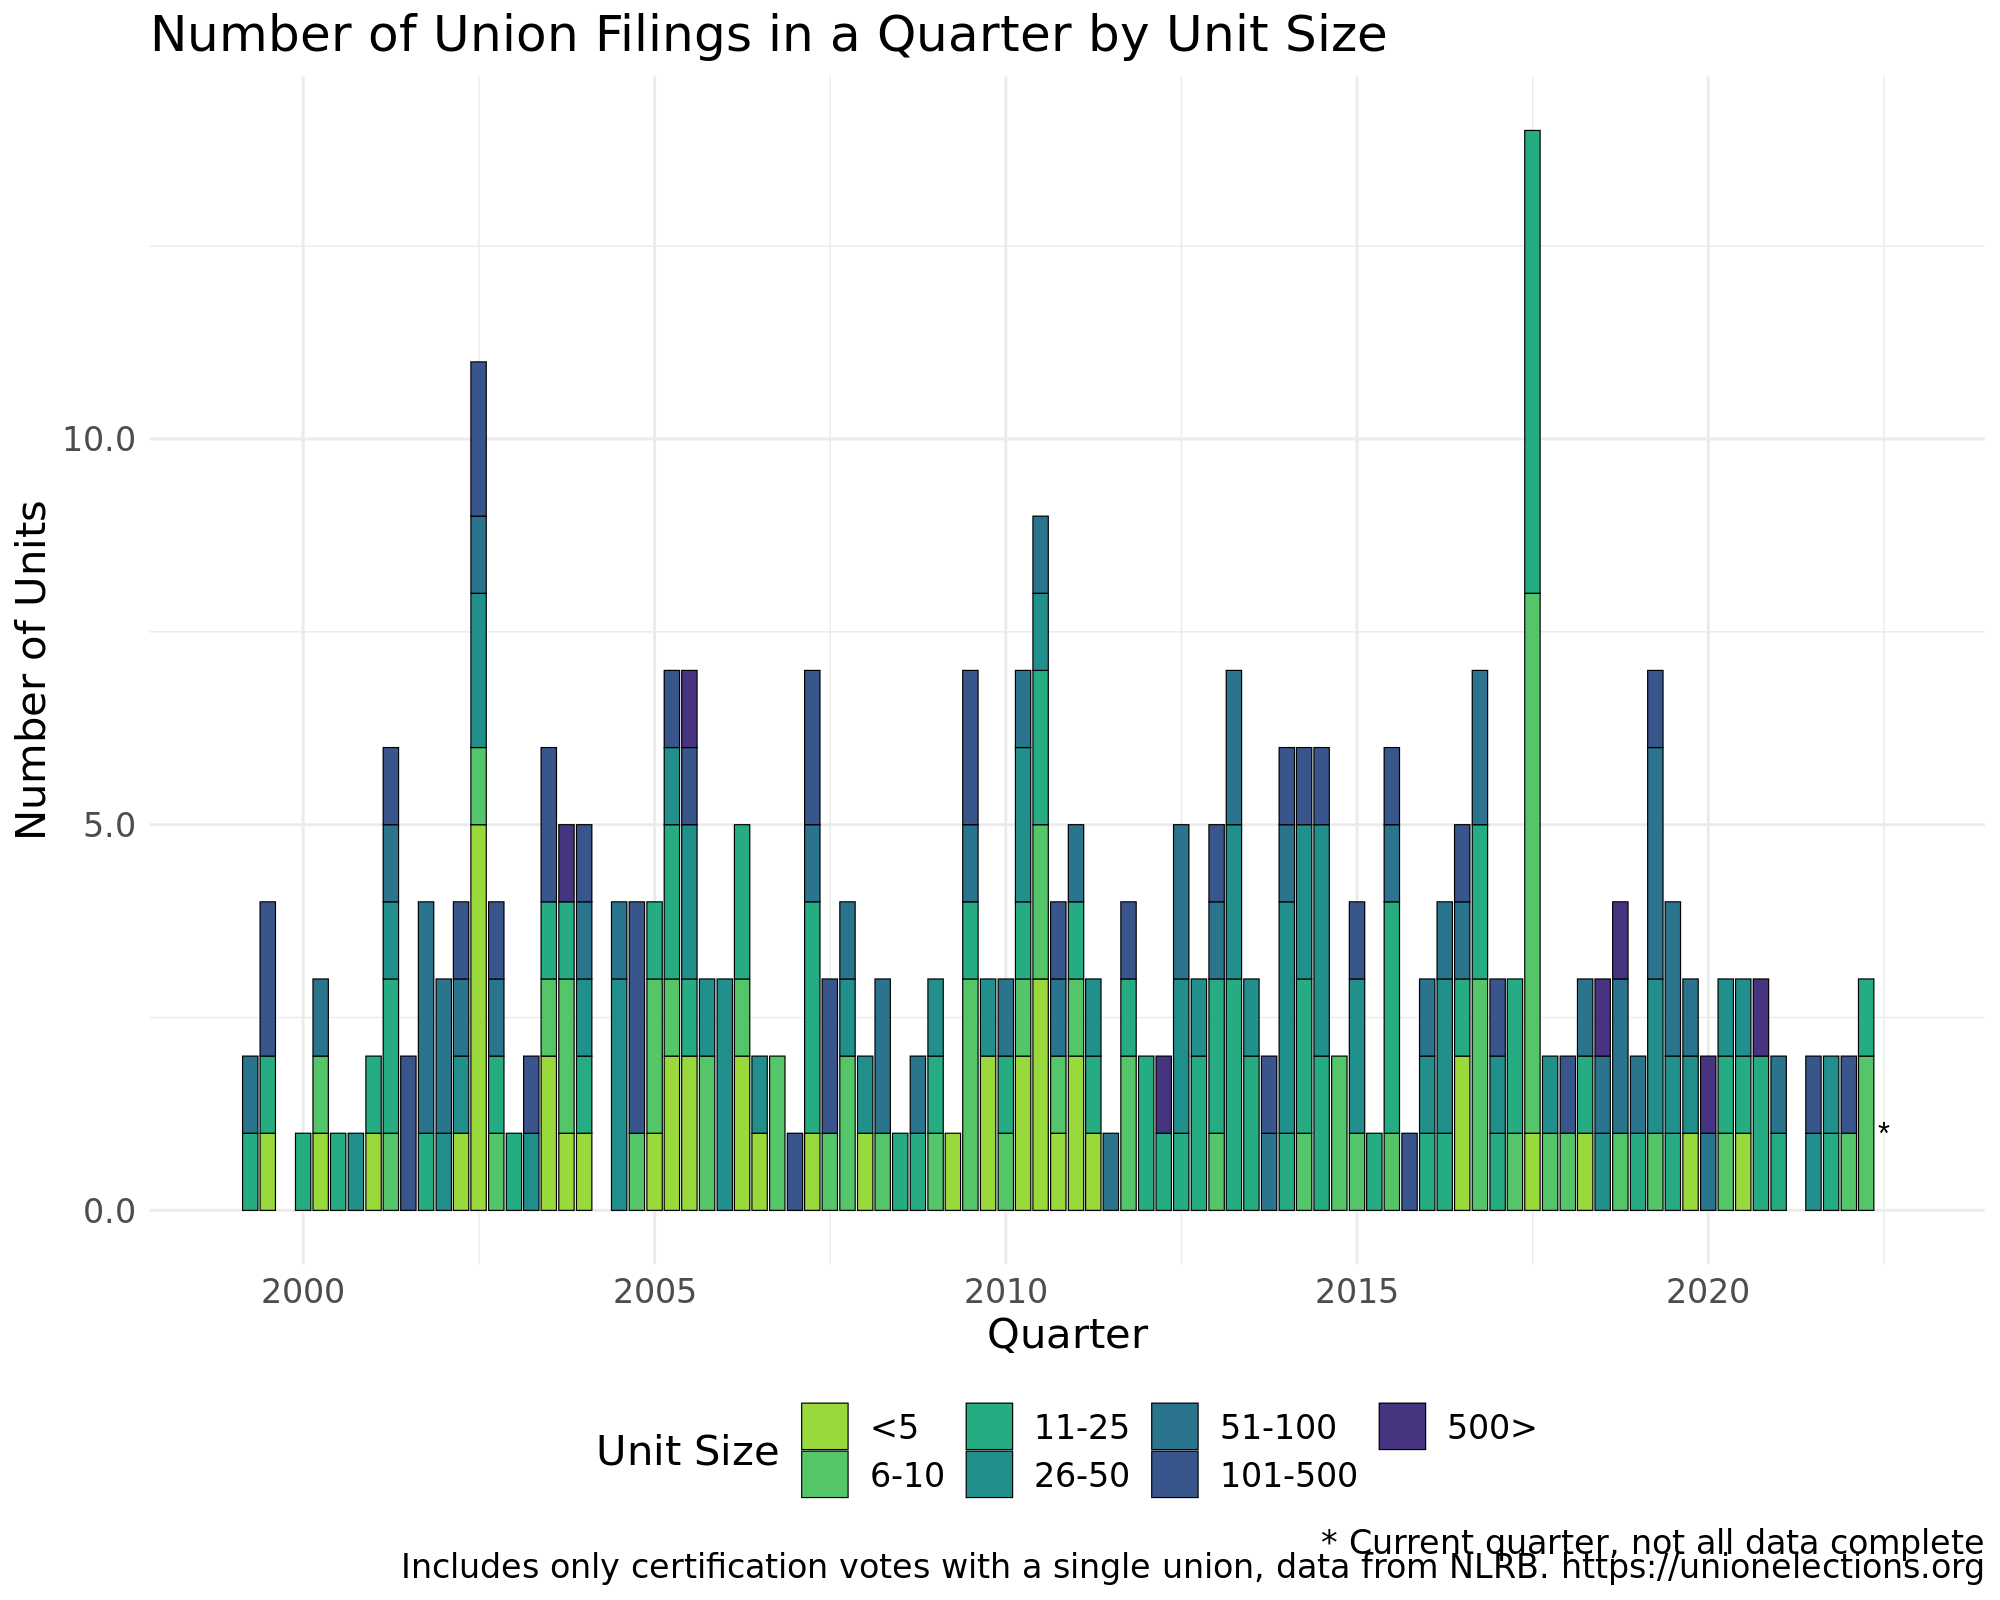 Number of Union Filings in a Quarter by Unit Size
Number of Units
10.0
5.0
0.0
*
2000 2005 2010 2015 2020
Quarter
Unit Size
<5 11-25 51-100 500>
6-10 26-50 101-500
* Current quarter, not all data complete
Includes only certification votes with a single union, data from NLRB. https://unionelections.org